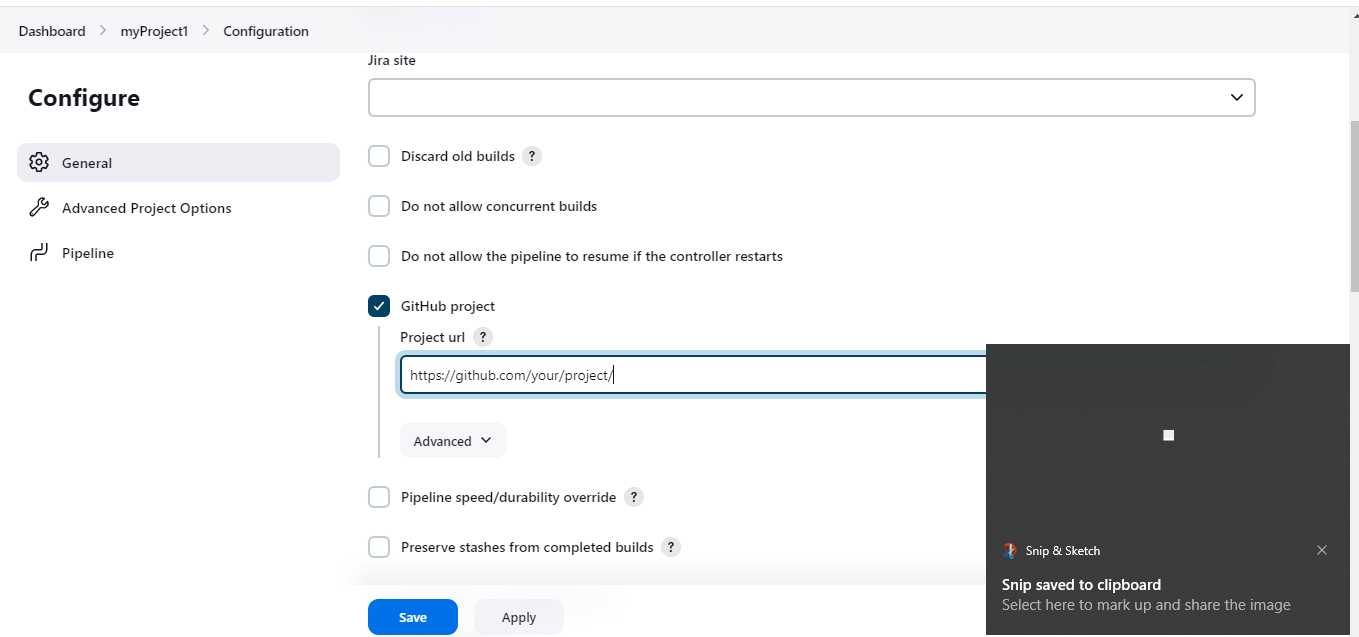 Dashboard > myProject1 > Configuration
Jira site
Configure
General
Advanced Project Options
Pipeline
Discard old builds ?
Do not allow concurrent builds
Do not allow the pipeline to resume if the controller restarts
GitHub project
Project url ?
https://github.com/your/project/
Advanced
Pipeline speed/durability override ?
Preserve stashes from completed builds ?
Save
Apply
Snip & Sketch
Snip saved to clipboard
Select here to mark up and share the image